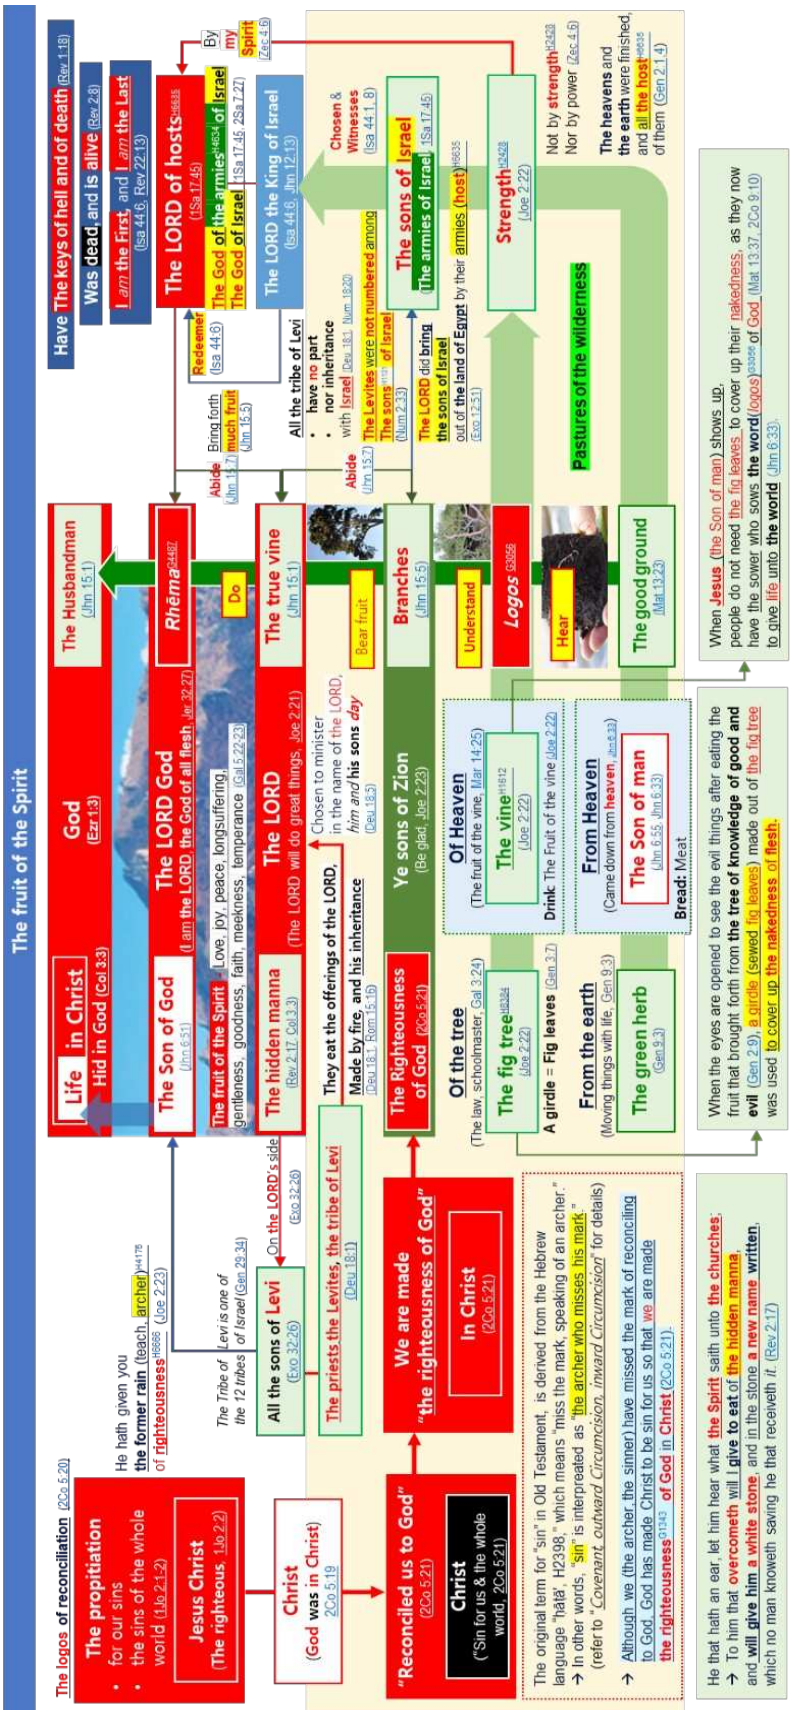 The fruit of the Spirit
The logos of reconciliation (2Co 5:20)
The propitiation
• for our sins
• the sins of the whole
world (1Jo 2:1-2)
Jesus Christ
(The righteous, 1Jo 2:2)
Christ
(God was in Christ)
2Co 5:19
"Reconciled us to God"
(2Co 5:21)
Christ
("Sin for us & the whole
world, 2Co 5:21)
He hath given you
the former rain (teach, archer)H4175
of righteousnessH6666 (Joe 2:23)
The Tribe of Levi is one of
the 12 tribes of Israel (Gen 29:34)
All the sons of Levi
(Exo 32:26)
On the LORD's side
(Exo 32:26)
The priests the Levites, the tribe of Levi
(Deu 18:1)
We are made
"the righteousness of God"
In Christ
(2Co 5:21)
The original term for "sin" in Old Testament, is derived from the Hebrew
language "hätä', H2398," which means "miss the mark, speaking of an archer."
→ In other words, "sin" is interpreted as "the archer who misses his mark."
(refer to "Covenant, outward Circumcision, inward Circumcision" for details)
→ Although we (the archer, the sinner) have missed the mark of reconciling
to God, God has made Christ to be sin for us so that we are made
the righteousnessG1343 of God in Christ (2Co 5:21).
He that hath an ear, let him hear what the Spirit saith unto the churches;
→ To him that overcometh will I give to eat of the hidden manna,
and will give him a white stone, and in the stone a new name written,
which no man knoweth saving he that receiveth it. (Rev 2:17)
Life in Christ
Hid in God (Col 3:3)
God
(Ezr 1:3)
The Husbandman
(Jhn 15:1)
The Son of God
(Jhn 6:51)
The LORD God
(I am the LORD, the God of all flesh, Jer 32:27)
RhēmaG4487
The fruit of the Spirit - Love, joy, peace, longsuffering,
gentleness, goodness, faith, meekness, temperance (Gal 5:22-23)
Do
The hidden manna
(Rev 2:17, Col 3:3)
The LORD
(The LORD will do great things, Joe 2:21)
The true vine
(Jhn 15:1)
They eat the offerings of the LORD,
Made by fire, and his inheritance
(Deu 18:1, Rom 15:16)
Chosen to minister
in the name of the LORD,
him and his sons day
(Deu 18:5)
Bear fruit
The Righteousness
of God (2Co 5:21)
Ye sons of Zion
(Be glad, Joe 2:23)
Branches
(Jhn 15:5)
Of the tree
(The law, schoolmaster, Gal 3:24)
The fig treeH8384
(Joe 2:22)
A girdle = Fig leaves (Gen 3:7)
From the earth
(Moving things with life, Gen 9:3)
The green herb
(Gen 9:3)
Of Heaven
(The fruit of the vine, Mar 14:25)
The vineH1612
(Joe 2:22)
Drink: The Fruit of the vine (Joe 2:22)
From Heaven
(Came down from heaven, Jhn 6:33)
The Son of man
(Jhn 6:55, Jhn 6:33)
Bread: Meat
Understand
Logos G3056
Hear
The good ground
(Mat 13:23)
When the eyes are opened to see the evil things after eating the
fruit that brought forth from the tree of knowledge of good and
evil (Gen 2:9), a girdle (sewed fig leaves) made out of the fig tree
was used to cover up the nakedness of flesh.
When Jesus (the Son of man) shows up,
people do not need the fig leaves to cover up their nakedness, as they now
have the sower who sows the word(logos)G3056 of God (Mat 13:37, 2Co 9:10)
to give life unto the world (Jhn 6:33).
Have The keys of hell and of death (Rev 1:18)
Was dead, and is alive (Rev 2:8)
I am the First, and I am the Last
(Isa 44:6, Rev 22:13)
Abide
(Jhn 15:7)
Bring forth
much fruit
(Jhn 15:5)
Redeemer
(Isa 44:6)
The LORD of hostsH6635
(1Sa 17:45)
The God of the armiesH4634 of Israel
The God of Israel (1Sa 17:45, 2Sa 7:27)
The LORD the King of Israel
(Isa 44:6, Jhn 12:13)
By
my
Spirit
(Zec 4:6)
All the tribe of Levi
• have no part
• nor inheritance
with Israel (Deu 18:1, Num 18:20)
Abide
(Jhn 15:7)
The Levites were not numbered among
The sonsH1121 of Israel
(Num 2:33)
The LORD did bring
the sons of Israel
out of the land of Egypt by their armies (host)H6635
(Exo 12:51)
Chosen &
Witnesses
(Isa 44:1, 8)
The sons of Israel
(The armies of Israel, 1Sa 17:45)
StrengthH2428
(Joe 2:22)
Not by strengthH2428
Nor by power (Zec 4:6)
The heavens and
the earth were finished,
and all the hostH6635
of them (Gen 2:1,4)
Pastures of the wilderness